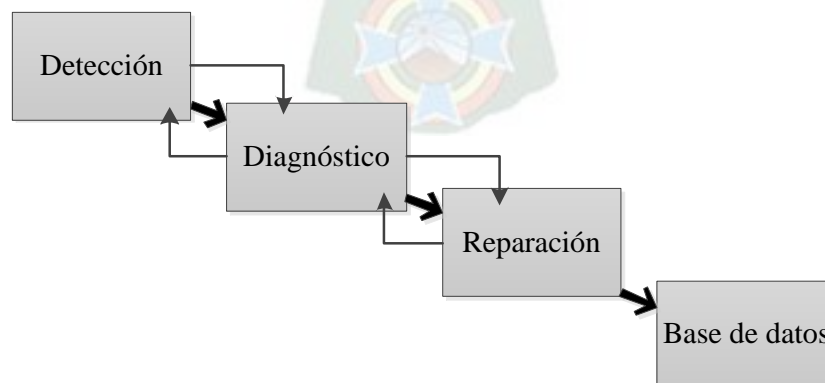 Detección
Diagnóstico
Reparación
Base de datos